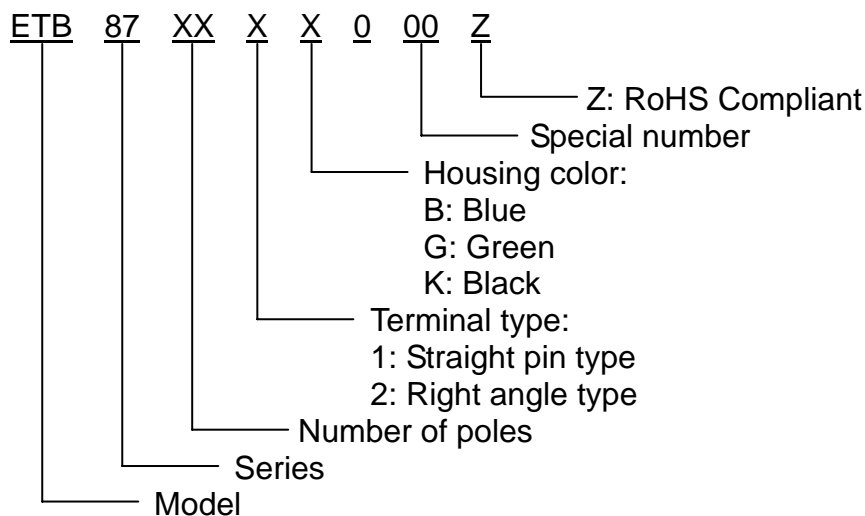 ETB 87 XX X X 0 00 Z
Z: RoHS Compliant
Special number
Housing color:
B: Blue
G: Green
K: Black
Terminal type:
1: Straight pin type
2: Right angle type
Number of poles
Series
Model